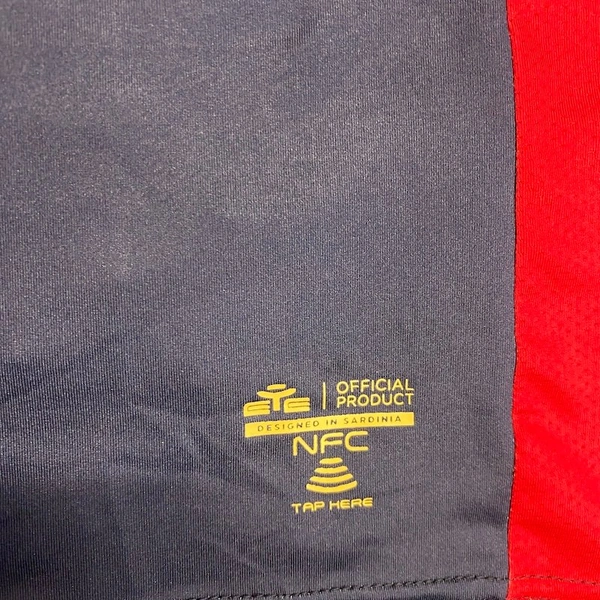 EYE | OFFICIAL
PRODUCT
DESIGNED IN SARDINIA
NFC
TAP HERE